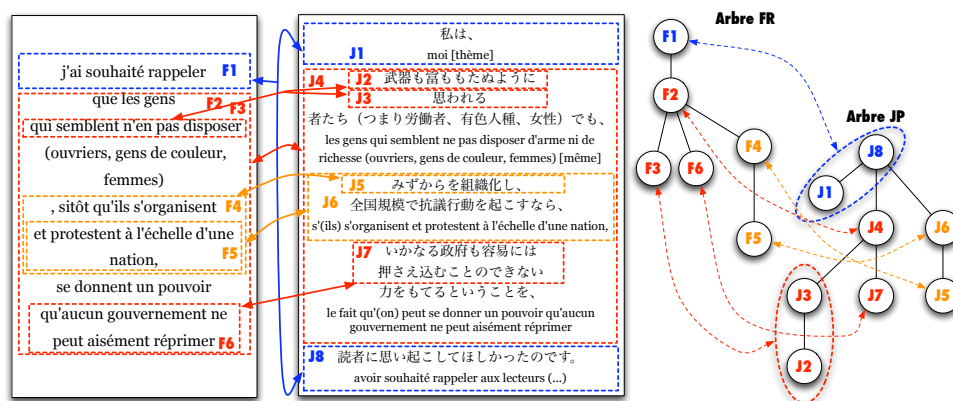 j'ai souhaité rappeler F1
que les gens F2 F3
qui semblent n'en pas disposer
(ouvriers, gens de couleur,
femmes)
, sitôt qu'ils s'organisent F4
et protestent à l'échelle d'une
nation, F5
se donnent un pouvoir
qu'aucun gouvernement ne
peut aisément réprimer F6
私は、
J1 moi [thème]
J4 J2 武器も富ももたぬように
J3 思われる
者たち（つまり労働者、有色人種、女性）でも、
les gens qui semblent ne pas disposer d'arme ni de
richesse (ouvriers, gens de couleur, femmes) [même]
J5 みずからを組織化し、
J6 全国規模で抗議行動を起こすなら、
s'(ils) s'organisent et protestent à l'échelle d'une nation,
J7 いかなる政府も容易には
押さえ込むことのできない
力をもてるということを、
le fait qu'(on) peut se donner un pouvoir qu'aucun
gouvernement ne peut aisément réprimer
J8 読者に思い起こしてほしかったのです。
avoir souhaité rappeler aux lecteurs (...)
Arbre FR
F1
F2
F3
F6
F4
F5
Arbre JP
J8
J1
J4
J6
J3
J7
J5
J2